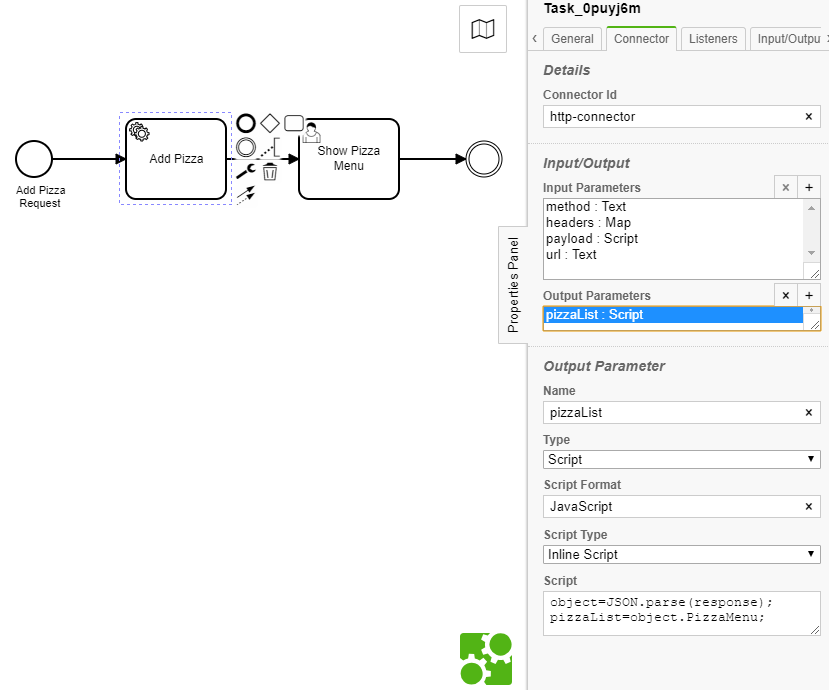 Task_0puyj6m
General
Connector
Listeners
Input/Outpu
Details
Connector Id
http-connector
Input/Output
Input Parameters
method : Text
headers : Map
payload : Script
url : Text
Output Parameters
pizzaList : Script
Output Parameter
Name
pizzaList
Type
Script
Script Format
JavaScript
Script Type
Inline Script
Script
object=JSON.parse(response);
pizzaList=object.PizzaMenu;
Properties Panel
Add Pizza
Request
Add Pizza
Show Pizza
Menu